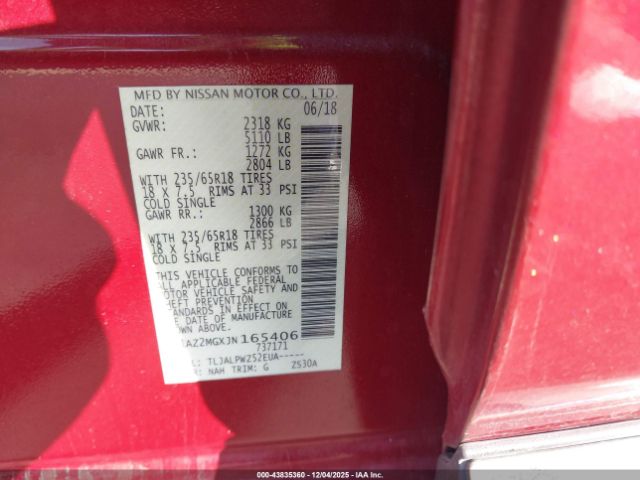 MFD BY NISSAN MOTOR CO., LTD.
DATE: 06/18
GVWR: 2318 KG
5110 LB
GAWR FR.: 1272 KG
2804 LB
WITH 235/65R18 TIRES
18 X 7.5 RIMS AT 33 PSI
COLD SINGLE
GAWR RR.: 1300 KG
2866 LB
WITH 235/65R18 TIRES
18 X 7.5 RIMS AT 33 PSI
COLD SINGLE
THIS VEHICLE CONFORMS TO
ALL APPLICABLE FEDERAL
MOTOR VEHICLE SAFETY AND
THEFT PREVENTION
STANDARDS IN EFFECT ON
THE DATE OF MANUFACTURE
SHOWN ABOVE.
AZ2MGXJN165406
737171
: TLJALPWZ52EUA-----
: NAH TRIM: G ZS30A
000-43835360 - 12/04/2025 - IAA Inc.